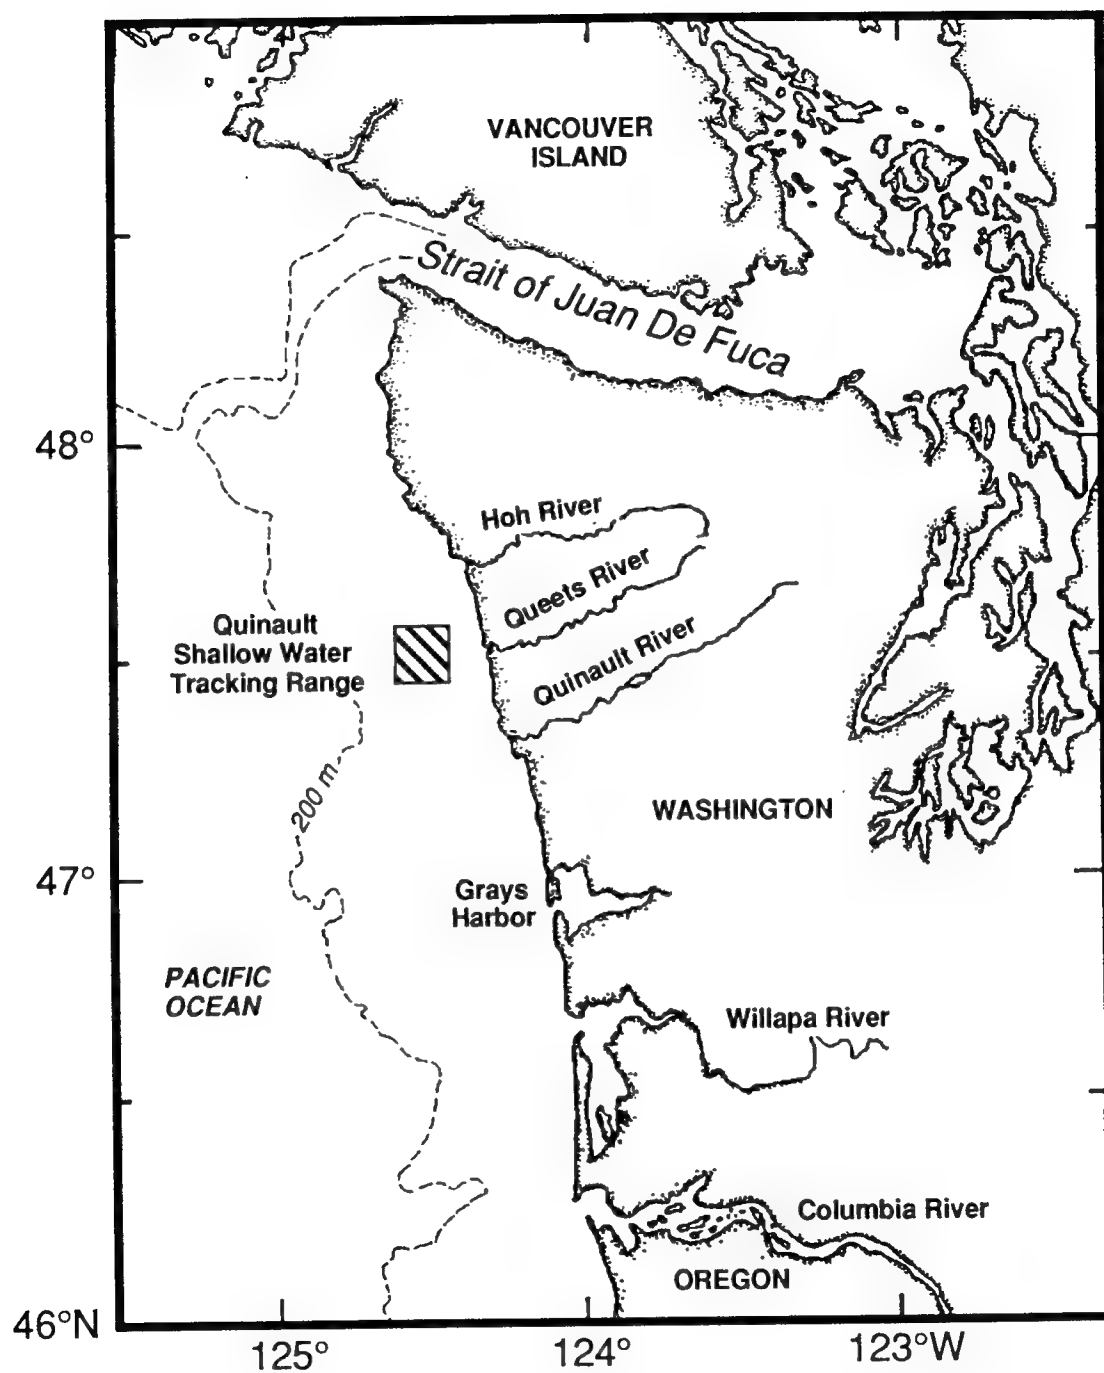 VANCOUVER
ISLAND
Strait of Juan De Fuca
48°
Hoh River
Queets River
Quinault
Shallow Water
Tracking Range
Quinault River
200 m
WASHINGTON
47°
Grays
Harbor
PACIFIC
OCEAN
Willapa River
Columbia River
OREGON
46°N
125°
124°
123°W